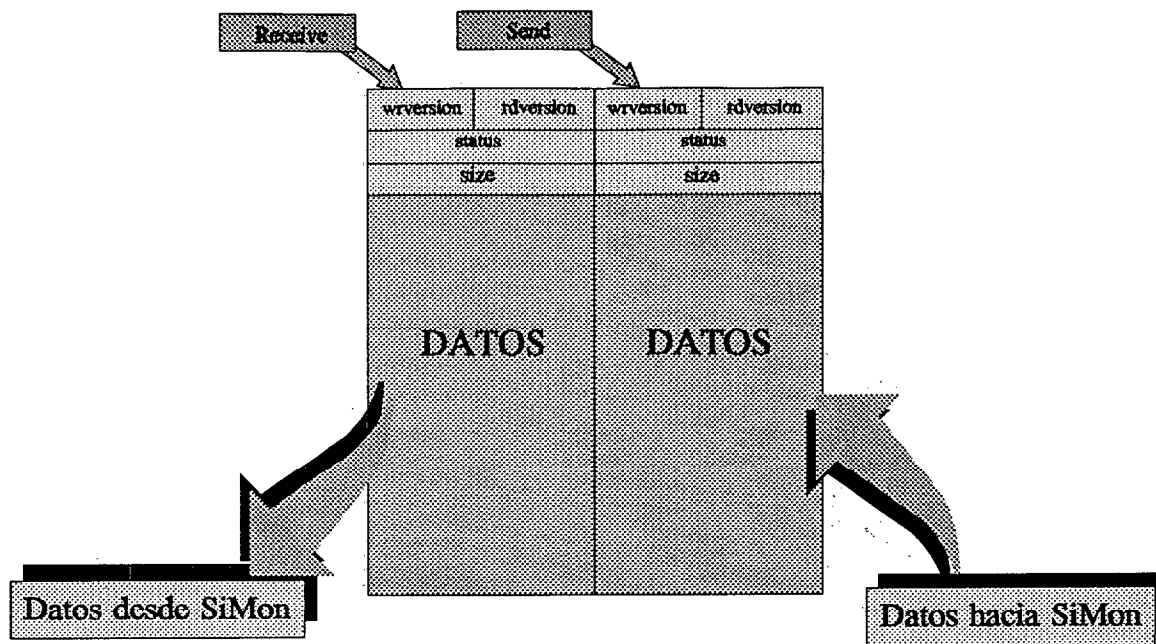 Receive Send
wrversion rdversion wrversion rdversion
status status
size size
DATOS DATOS
Datos desde SiMon
Datos hacia SiMon